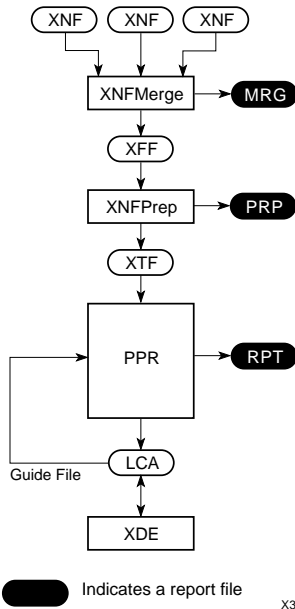 XNF XNF XNF
XNFMerge MRG
XFF
XNFPrep PRP
XTF
PPR RPT
LCA
Guide File
XDE
Indicates a report file
X3